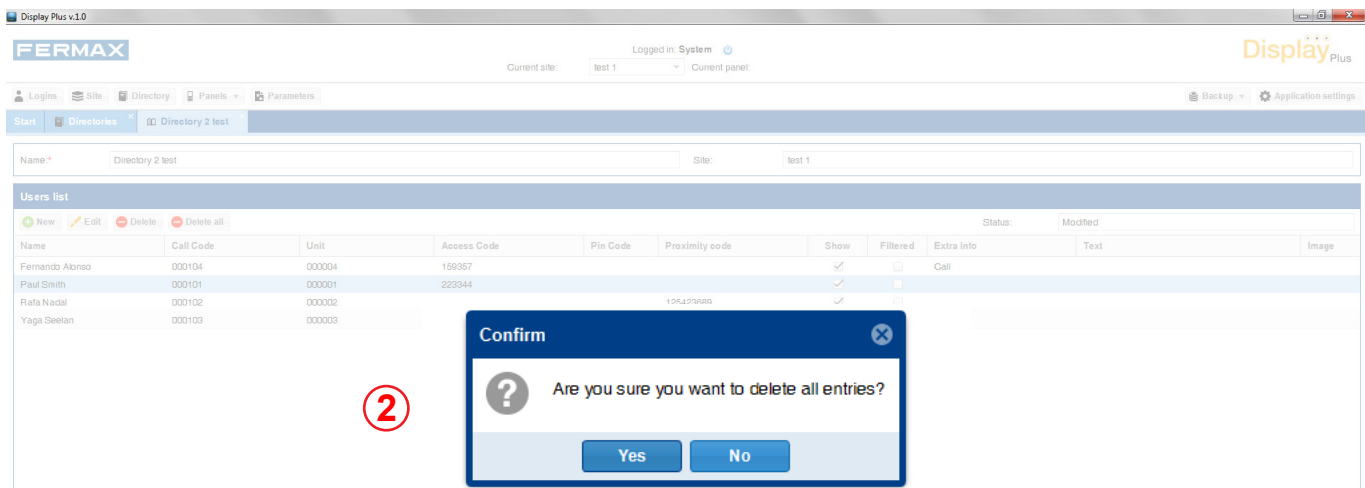 Display Plus v.1.0
FERMAX
Logged in: System
Display Plus
Current site: test 1 Current panel:
Logins Site Directory Panels Parameters Backup Application settings
Start Directories Directory 2 test
Name:* Directory 2 test Site: test 1
Users list
New Edit Delete Delete all Status: Modified
Name Call Code Unit Access Code Pin Code Proximity code Show Filtered Extra info Text Image
Fernando Alonso 000104 000004 159357 Call
Paul Smith 000101 000001 223344
Rafa Nadal 000102 000002 125423689
Yaga Seelan 000103 000003
Confirm
Are you sure you want to delete all entries?
2
Yes No